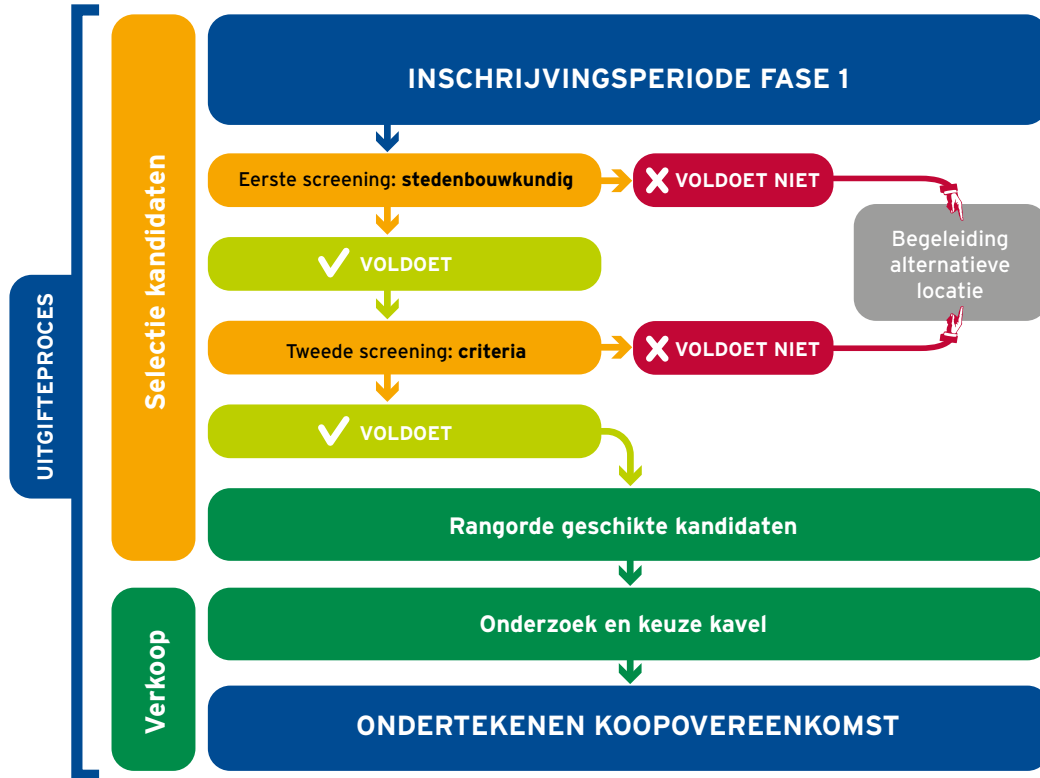 UITGIFTEPROCES
Selectie kandidaten
INSCHRIJVINGSPERIODE FASE 1
Eerste screening: stedenbouwkundig
VOLDOET NIET
Begeleiding
alternatieve
locatie
VOLDOET
Tweede screening: criteria
VOLDOET NIET
VOLDOET
Rangorde geschikte kandidaten
Verkoop
Onderzoek en keuze kavel
ONDERTEKENEN KOOPOVEREENKOMST